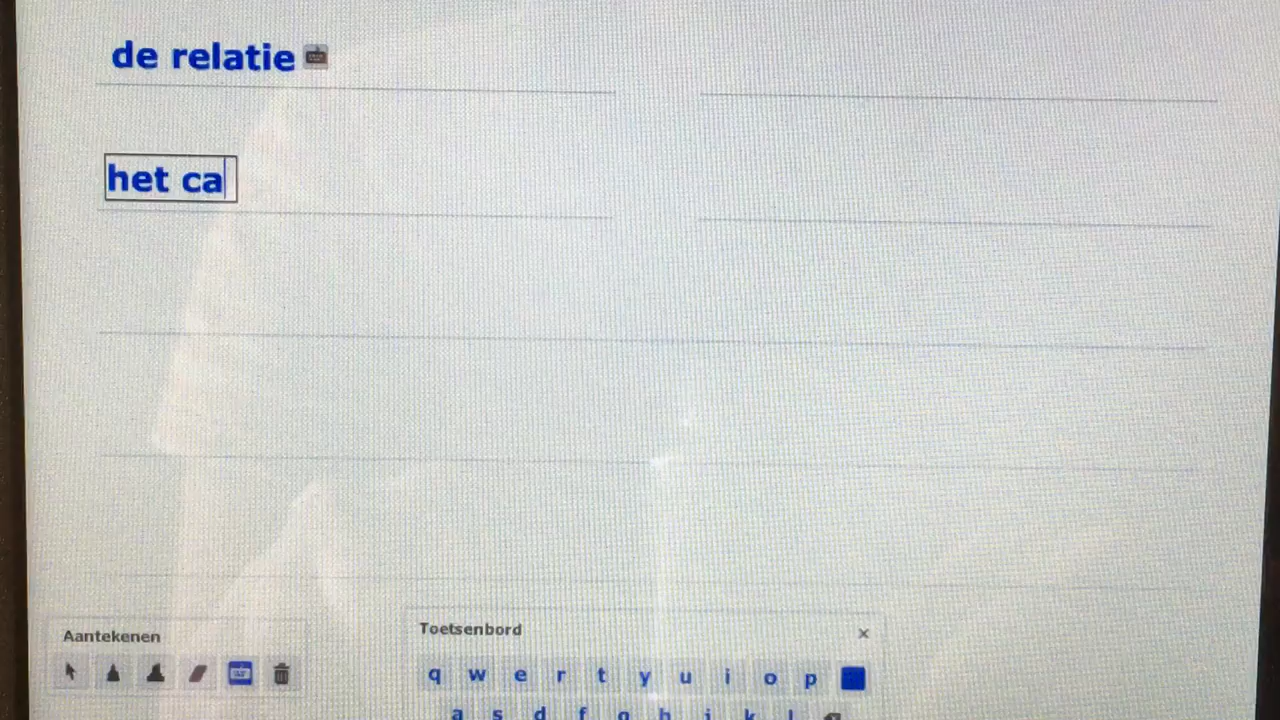 de relatie
het ca
Aantekenen
Toetsenbord
q w e r t y u i o p
a s d f g h j k l